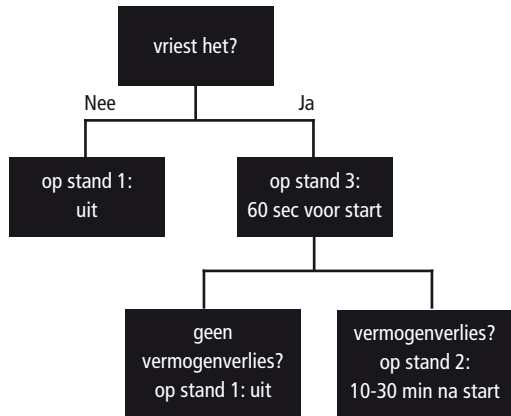 vriest het?
Nee
Ja
op stand 1:
uit
op stand 3:
60 sec voor start
geen
vermogenverlies?
op stand 1: uit
vermogenverlies?
op stand 2:
10-30 min na start